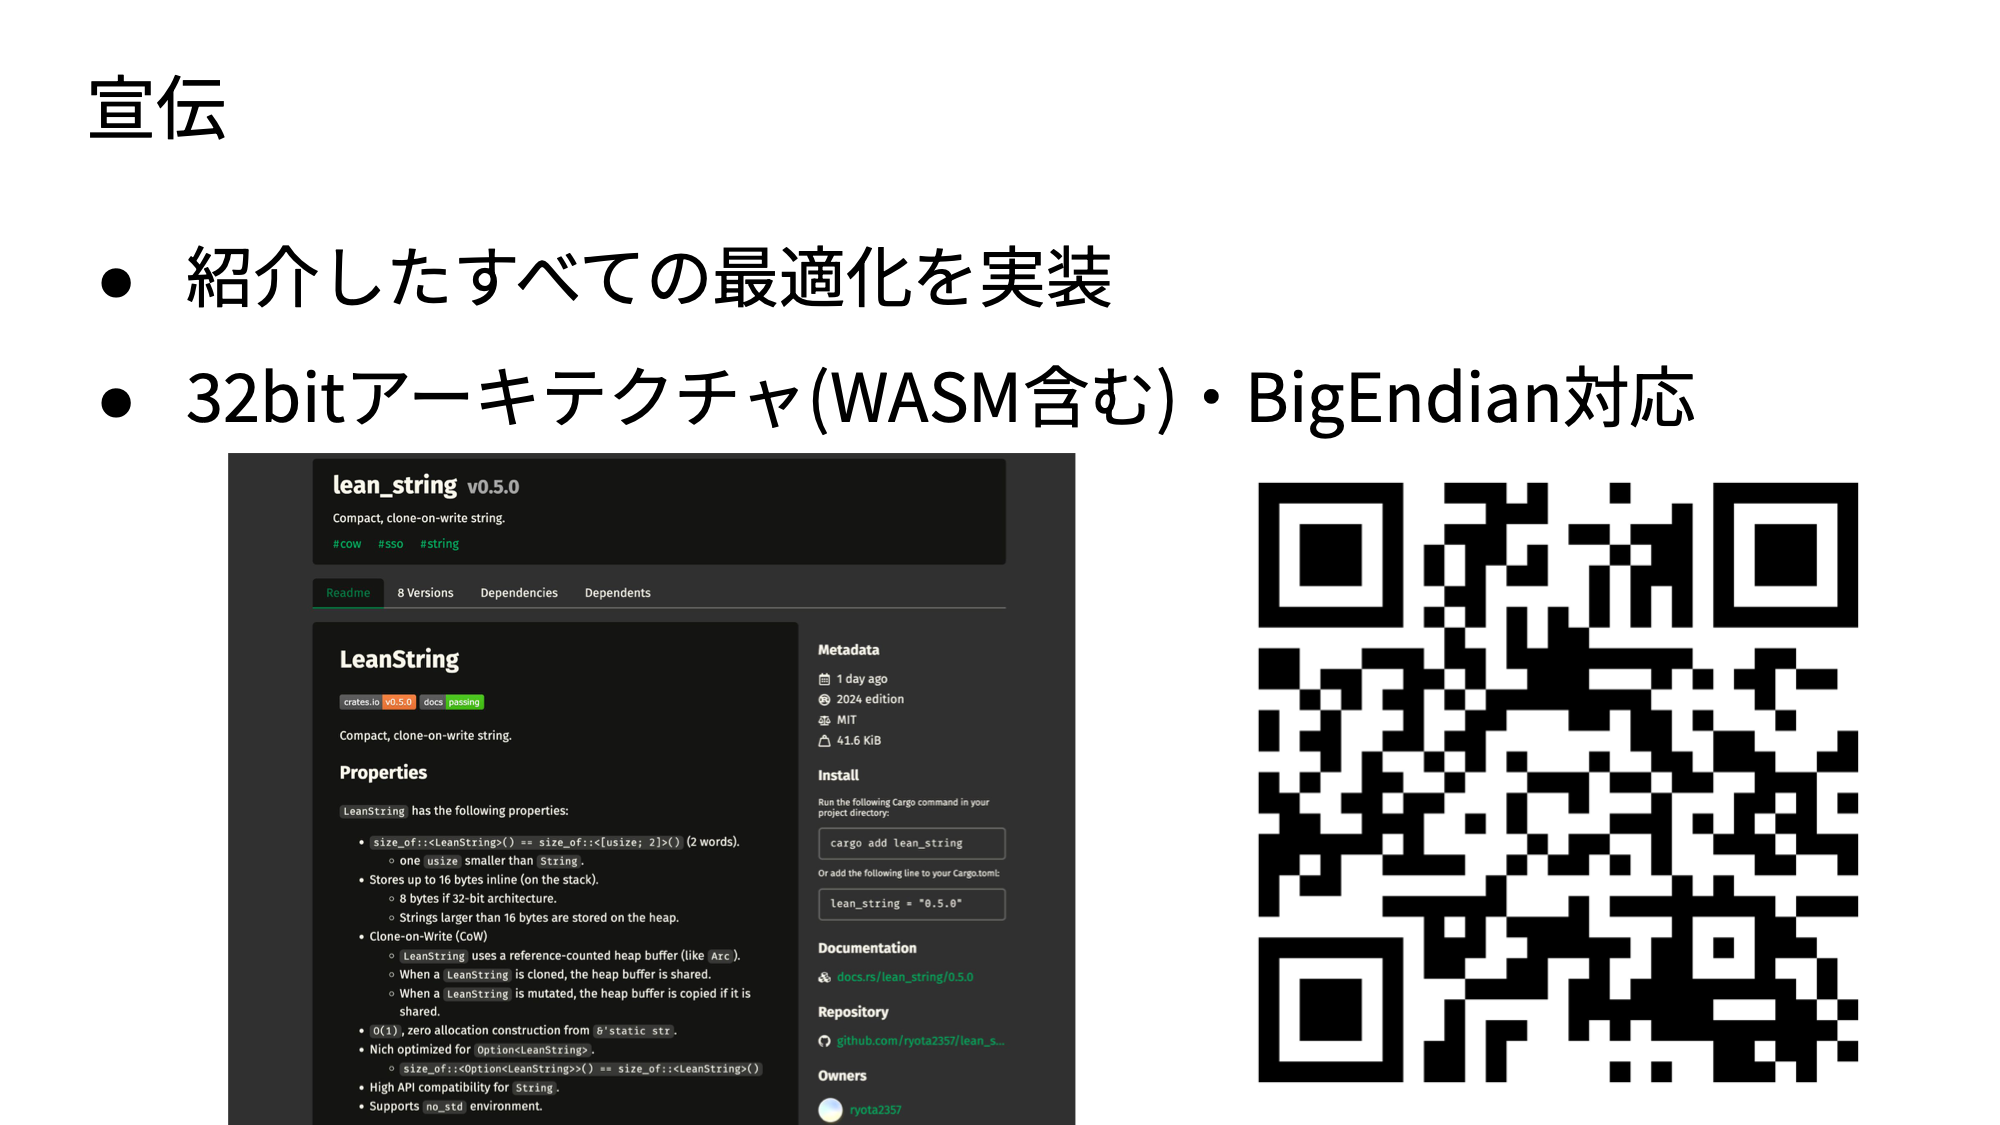 宣伝
● 紹介したすべての最適化を実装
● 32bitアーキテクチャ(WASM含む)・BigEndian対応
lean_string v0.5.0
Compact, clone-on-write string.
#cow #sso #string
Readme 8 Versions Dependencies Dependents
LeanString
crates.io v0.5.0 docs passing
Compact, clone-on-write string.
Properties
LeanString has the following properties:
• size_of::<LeanString>() == size_of::<[usize; 2]>() (2 words).
◦ one usize smaller than String.
• Stores up to 16 bytes inline (on the stack).
◦ 8 bytes if 32-bit architecture.
◦ Strings larger than 16 bytes are stored on the heap.
• Clone-on-Write (CoW)
◦ LeanString uses a reference-counted heap buffer (like Arc).
◦ When a LeanString is cloned, the heap buffer is shared.
◦ When a LeanString is mutated, the heap buffer is copied if it is
shared.
• O(1), zero allocation construction from &'static str.
• Nich optimized for Option<LeanString>.
◦ size_of::<Option<LeanString>>() == size_of::<LeanString>()
• High API compatibility for String.
• Supports no_std environment.
Metadata
1 day ago
2024 edition
MIT
41.6 KiB
Install
Run the following Cargo command in your
project directory:
cargo add lean_string
Or add the following line to your Cargo.toml:
lean_string = "0.5.0"
Documentation
docs.rs/lean_string/0.5.0
Repository
github.com/ryota2357/lean_s...
Owners
ryota2357